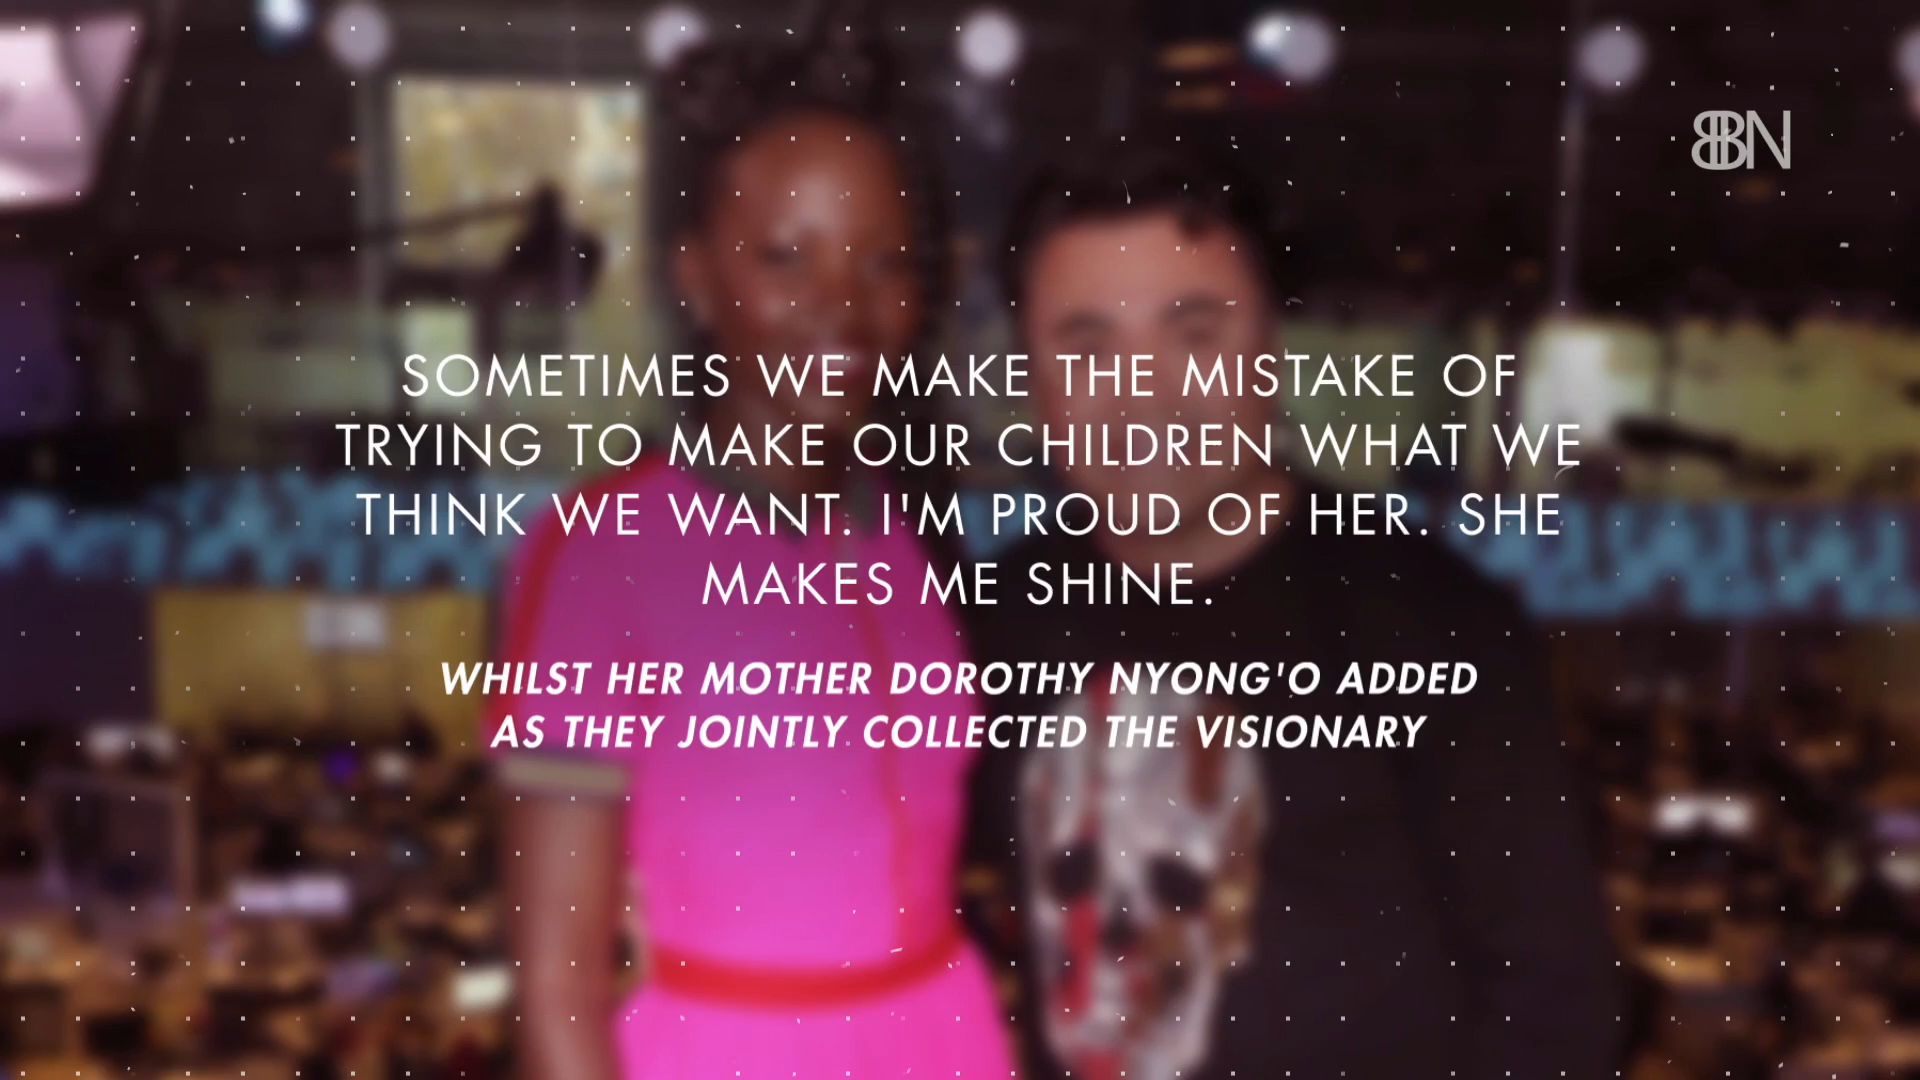 BBN
SOMETIMES WE MAKE THE MISTAKE OF
TRYING TO MAKE OUR CHILDREN WHAT WE
THINK WE WANT. I'M PROUD OF HER. SHE
MAKES ME SHINE.
WHILST HER MOTHER DOROTHY NYONG'O ADDED
AS THEY JOINTLY COLLECTED THE VISIONARY